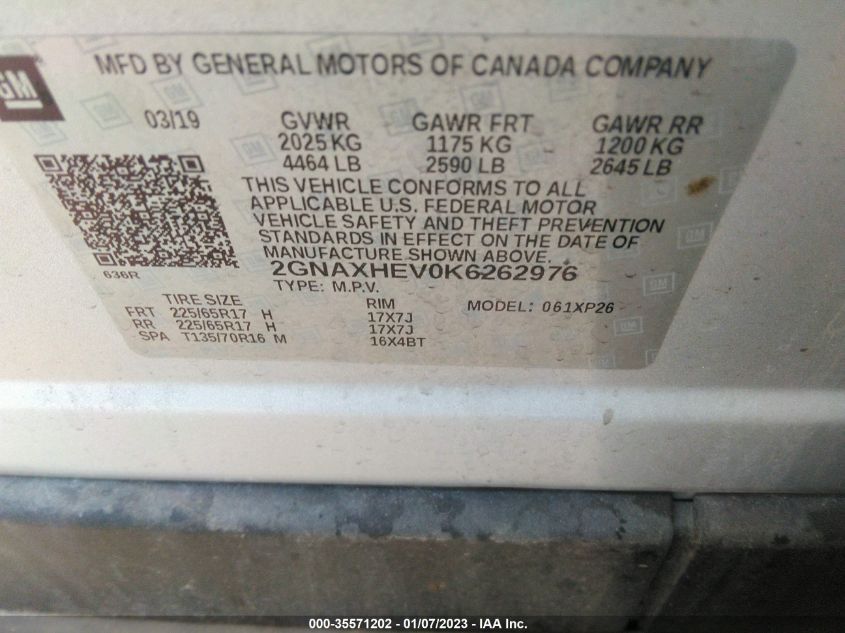 GM
MFD BY GENERAL MOTORS OF CANADA COMPANY
03/19 GVWR GAWR FRT GAWR RR
2025 KG 1175 KG 1200 KG
4464 LB 2590 LB 2645 LB
THIS VEHICLE CONFORMS TO ALL
APPLICABLE U.S. FEDERAL MOTOR
VEHICLE SAFETY AND THEFT PREVENTION
STANDARDS IN EFFECT ON THE DATE OF
MANUFACTURE SHOWN ABOVE.
636R
2GNAXHEV0K6262976
TYPE: M.P.V.
TIRE SIZE RIM MODEL: 061XP26
FRT 225/65R17 H 17X7J
RR 225/65R17 H 17X7J
SPA T135/70R16 M 16X4BT
000-35571202 - 01/07/2023 - IAA Inc.